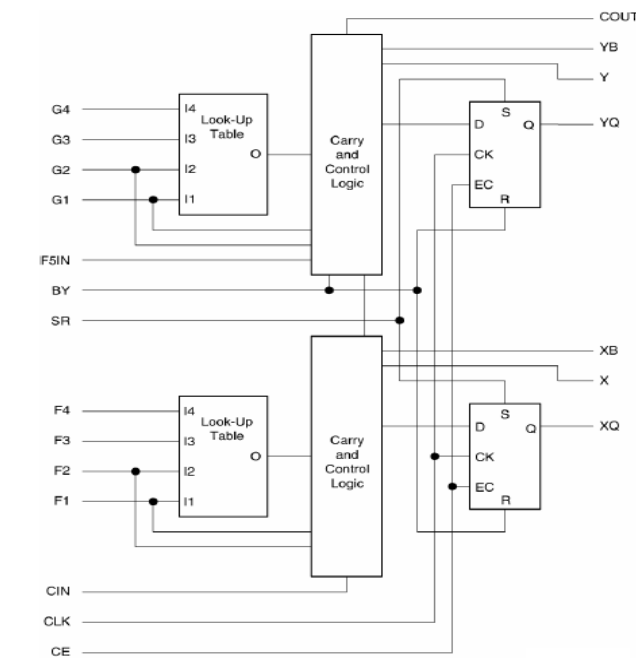 COUT
YB
Y
G4
I4
Look-Up
Table
S
G3
I3
D
Q
YQ
G2
I2
O
Carry
and
Control
Logic
CK
G1
I1
EC
R
F5IN
BY
SR
XB
X
F4
I4
Look-Up
Table
S
F3
I3
D
Q
XQ
F2
I2
O
Carry
and
Control
Logic
CK
F1
I1
EC
R
CIN
CLK
CE